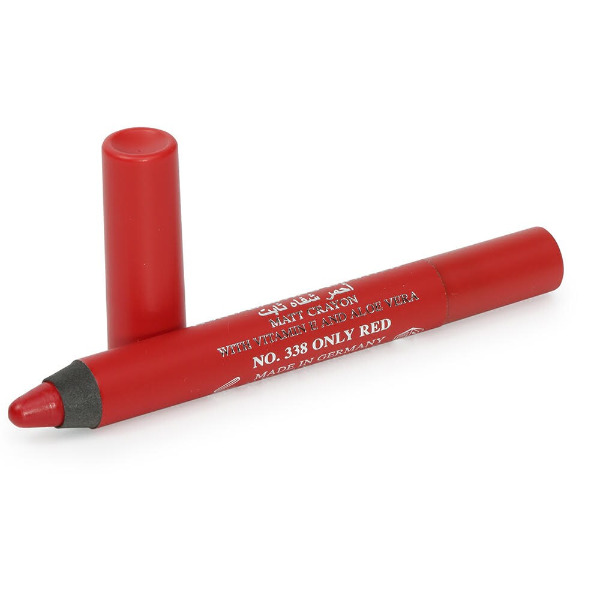 أحمر شفاه ثابت
MATT CRAYON
WITH VITAMIN E AND ALOE VERA
NO. 338 ONLY RED
MADE IN GERMANY